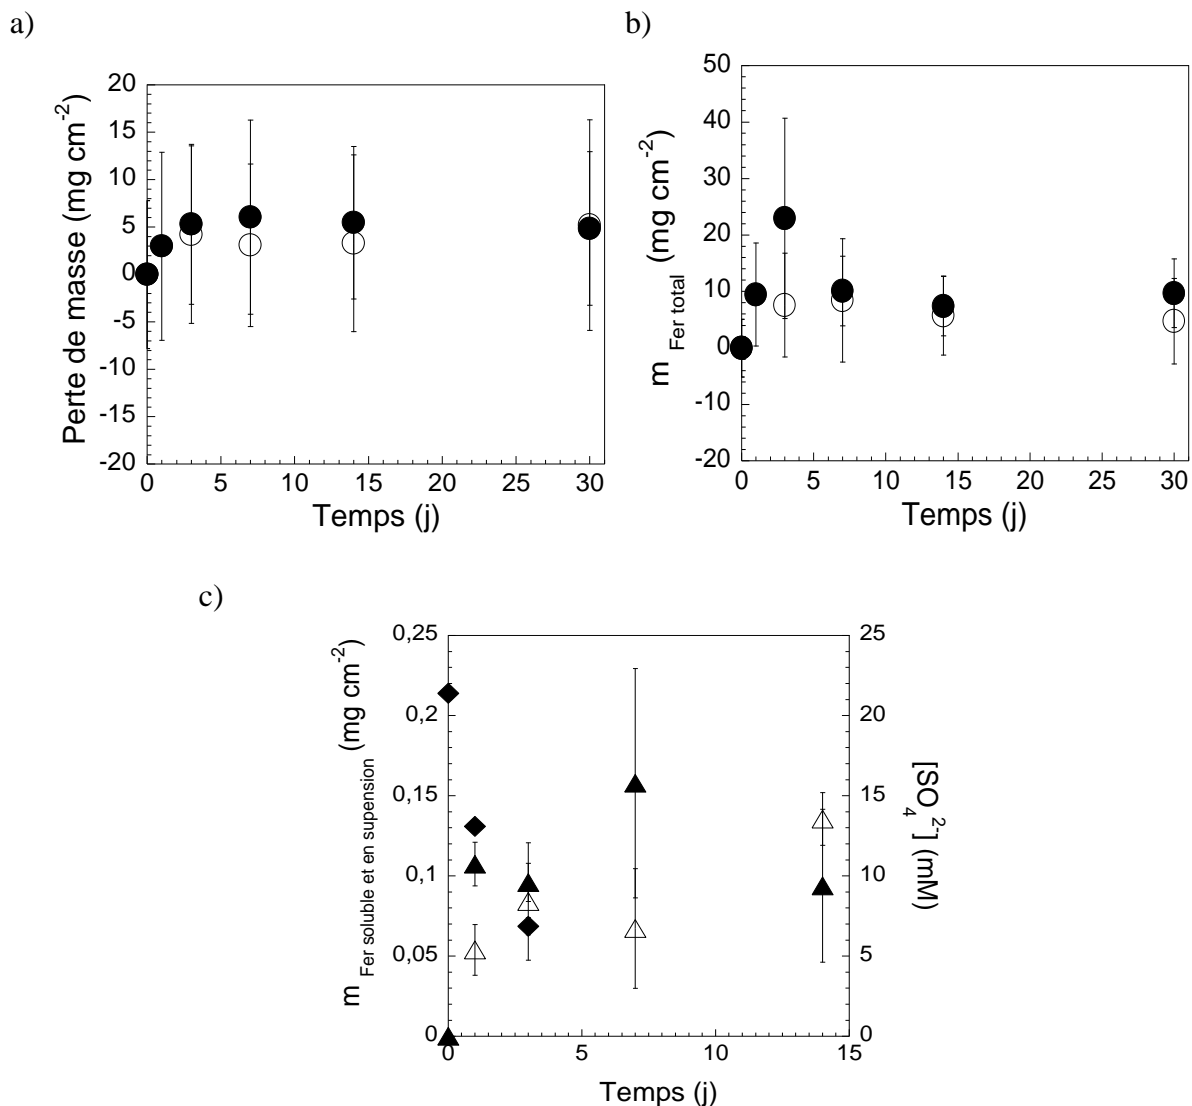 a)
b)
20
15
10
5
0
-5
-10
-15
-20
Perte de masse (mg cm-2)
0 5 10 15 20 25 30
Temps (j)
50
40
30
20
10
0
-10
-20
m Fer total (mg cm-2)
0 5 10 15 20 25 30
Temps (j)
c)
0,25
0,2
0,15
0,1
0,05
0
m Fer soluble et en supension (mg cm-2)
25
20
15
10
5
0
[SO4 2-] (mM)
0 5 10 15
Temps (j)